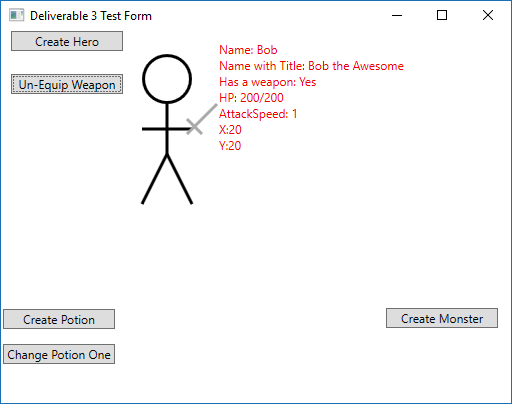 Deliverable 3 Test Form
Create Hero
Un-Equip Weapon
Name: Bob
Name with Title: Bob the Awesome
Has a weapon: Yes
HP: 200/200
AttackSpeed: 1
X:20
Y:20
Create Potion
Create Monster
Change Potion One